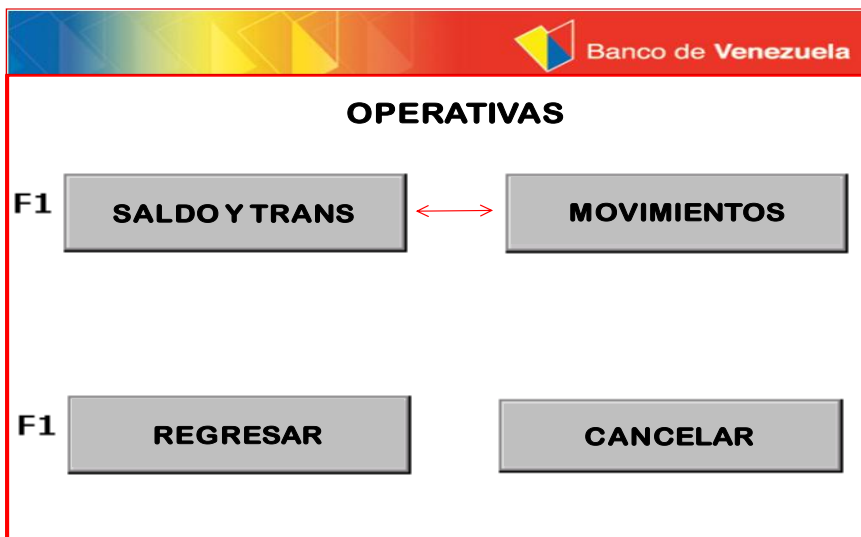 Banco de Venezuela
OPERATIVAS
F1 SALDO Y TRANS MOVIMIENTOS
F1 REGRESAR CANCELAR